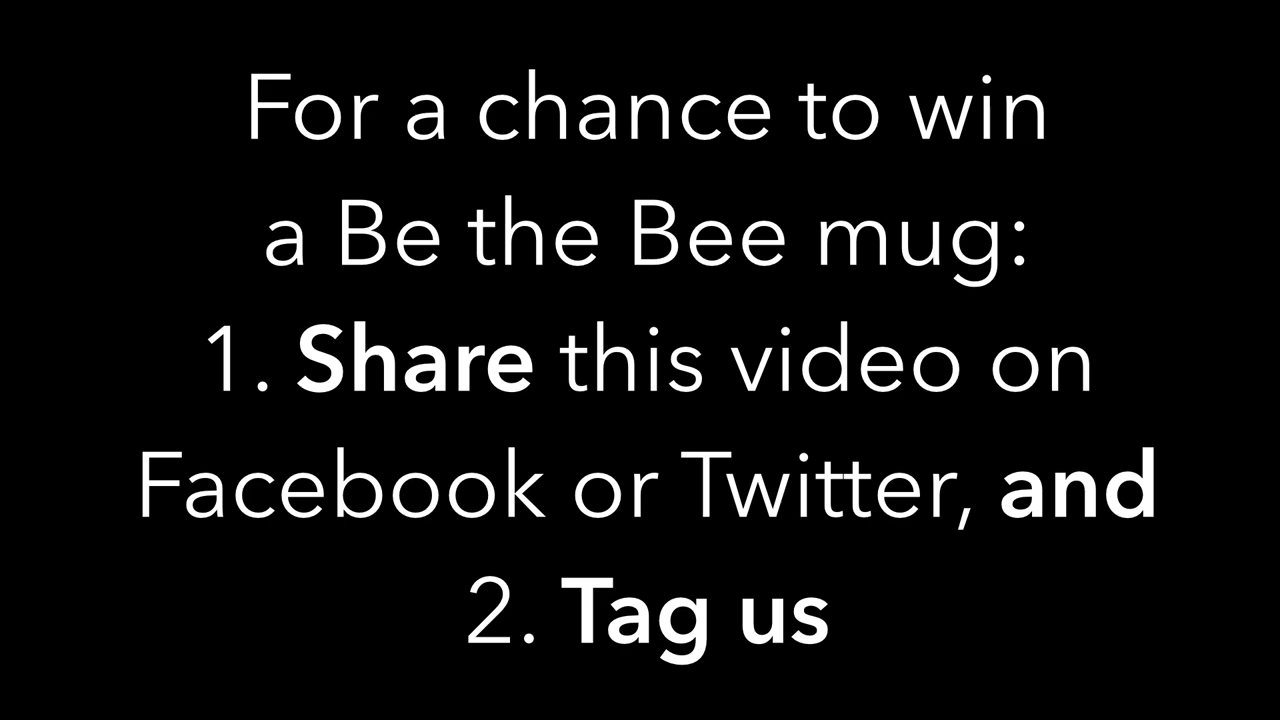 For a chance to win
a Be the Bee mug:
1. Share this video on
Facebook or Twitter, and
2. Tag us